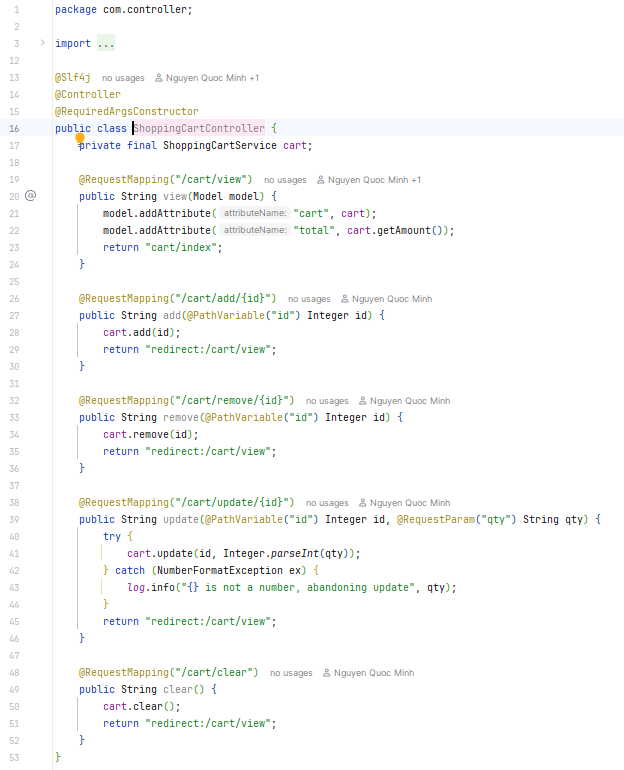 1 package com.controller;
2
3 import ...
12
13 @Slf4j no usages Nguyen Quoc Minh +1
14 @Controller
15 @RequiredArgsConstructor
16 public class ShoppingCartController {
17 private final ShoppingCartService cart;
18
19 @RequestMapping("/cart/view") no usages Nguyen Quoc Minh +1
20 public String view(Model model) {
21 model.addAttribute( attributeName: "cart", cart);
22 model.addAttribute( attributeName: "total", cart.getAmount());
23 return "cart/index";
24 }
25
26 @RequestMapping("/cart/add/{id}") no usages Nguyen Quoc Minh
27 public String add(@PathVariable("id") Integer id) {
28 cart.add(id);
29 return "redirect:/cart/view";
30 }
31
32 @RequestMapping("/cart/remove/{id}") no usages Nguyen Quoc Minh
33 public String remove(@PathVariable("id") Integer id) {
34 cart.remove(id);
35 return "redirect:/cart/view";
36 }
37
38 @RequestMapping("/cart/update/{id}") no usages Nguyen Quoc Minh
39 public String update(@PathVariable("id") Integer id, @RequestParam("qty") String qty) {
40 try {
41 cart.update(id, Integer.parseInt(qty));
42 } catch (NumberFormatException ex) {
43 log.info("{} is not a number, abandoning update", qty);
44 }
45 return "redirect:/cart/view";
46 }
47
48 @RequestMapping("/cart/clear") no usages Nguyen Quoc Minh
49 public String clear() {
50 cart.clear();
51 return "redirect:/cart/view";
52 }
53 }